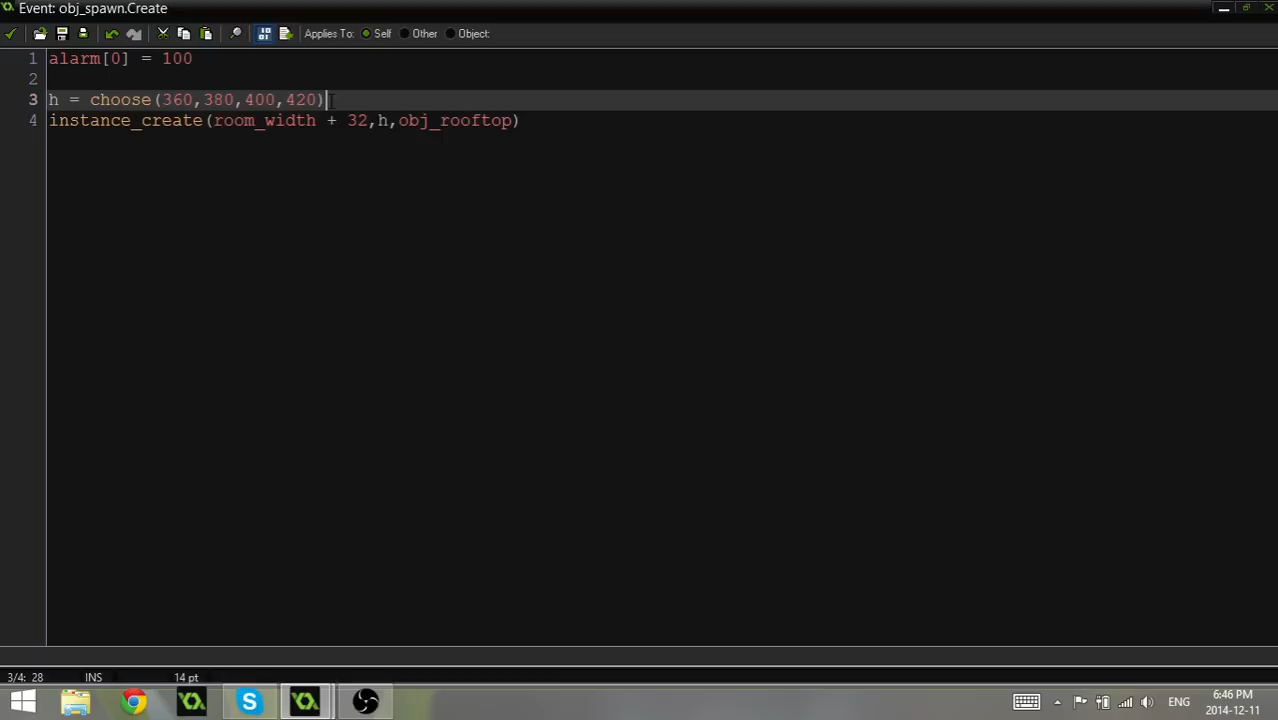 Event: obj_spawn.Create
Applies To: Self Other Object:
1 alarm[0] = 100
2
3 h = choose(360,380,400,420)
4 instance_create(room_width + 32,h,obj_rooftop)
3/4: 28 INS 14 pt
ENG
6:46 PM
2014-12-11